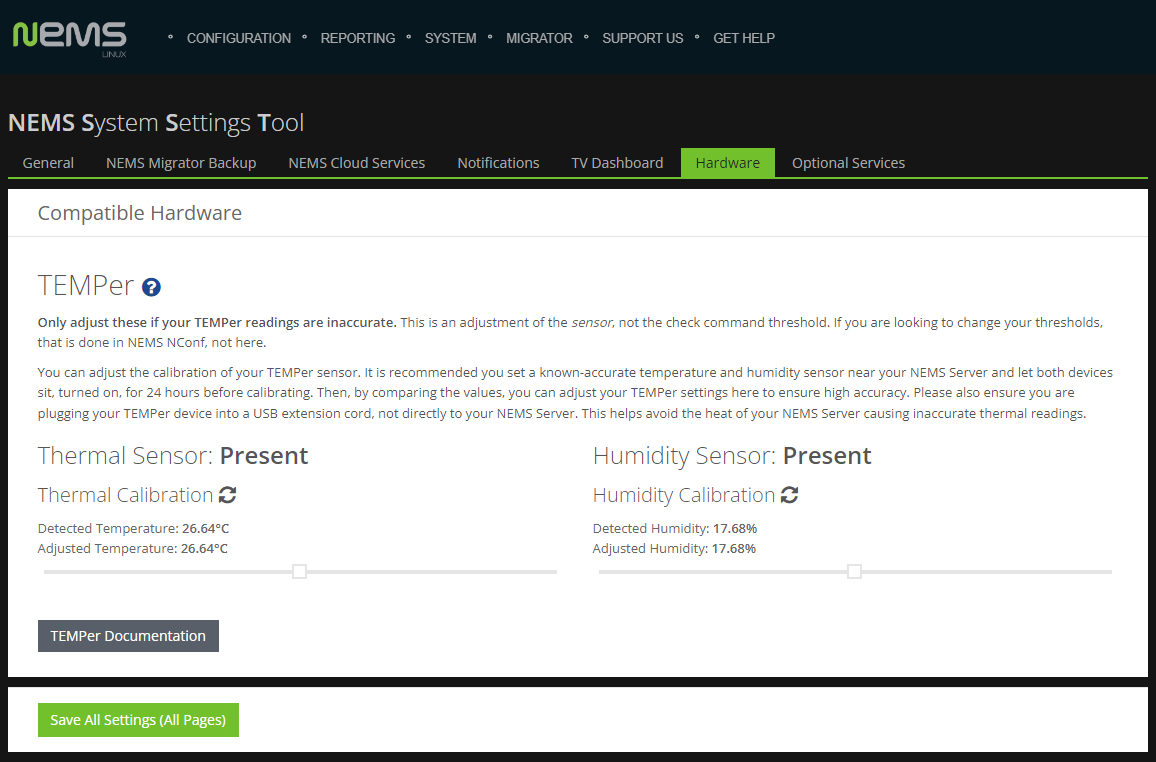 NEMS
LINUX
CONFIGURATION
REPORTING
SYSTEM
MIGRATOR
SUPPORT US
GET HELP
NEMS System Settings Tool
General
NEMS Migrator Backup
NEMS Cloud Services
Notifications
TV Dashboard
Hardware
Optional Services
Compatible Hardware
TEMPer ?
Only adjust these if your TEMPer readings are inaccurate. This is an adjustment of the sensor, not the check command threshold. If you are looking to change your thresholds,
that is done in NEMS NConf, not here.
You can adjust the calibration of your TEMPer sensor. It is recommended you set a known-accurate temperature and humidity sensor near your NEMS Server and let both devices
sit, turned on, for 24 hours before calibrating. Then, by comparing the values, you can adjust your TEMPer settings here to ensure high accuracy. Please also ensure you are
plugging your TEMPer device into a USB extension cord, not directly to your NEMS Server. This helps avoid the heat of your NEMS Server causing inaccurate thermal readings.
Thermal Sensor: Present
Thermal Calibration
Detected Temperature: 26.64°C
Adjusted Temperature: 26.64°C
Humidity Sensor: Present
Humidity Calibration
Detected Humidity: 17.68%
Adjusted Humidity: 17.68%
TEMPer Documentation
Save All Settings (All Pages)